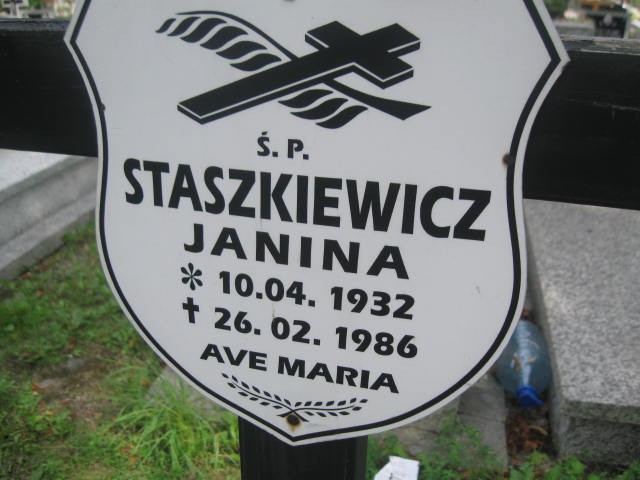 Ś. P.
STASZKIEWICZ
JANINA
* 10.04. 1932
✝ 26. 02. 1986
AVE MARIA